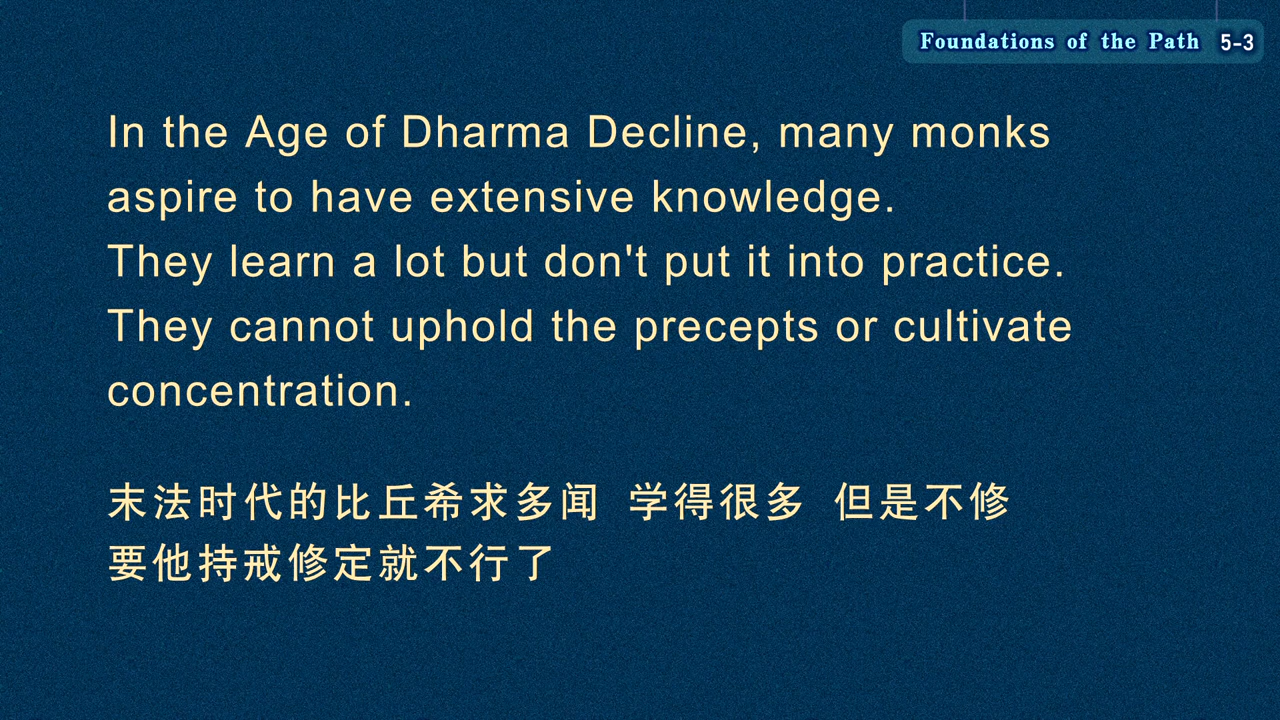 Foundations of the Path 5-3
In the Age of Dharma Decline, many monks
aspire to have extensive knowledge.
They learn a lot but don't put it into practice.
They cannot uphold the precepts or cultivate
concentration.
末法时代的比丘希求多闻 学得很多 但是不修
要他持戒修定就不行了